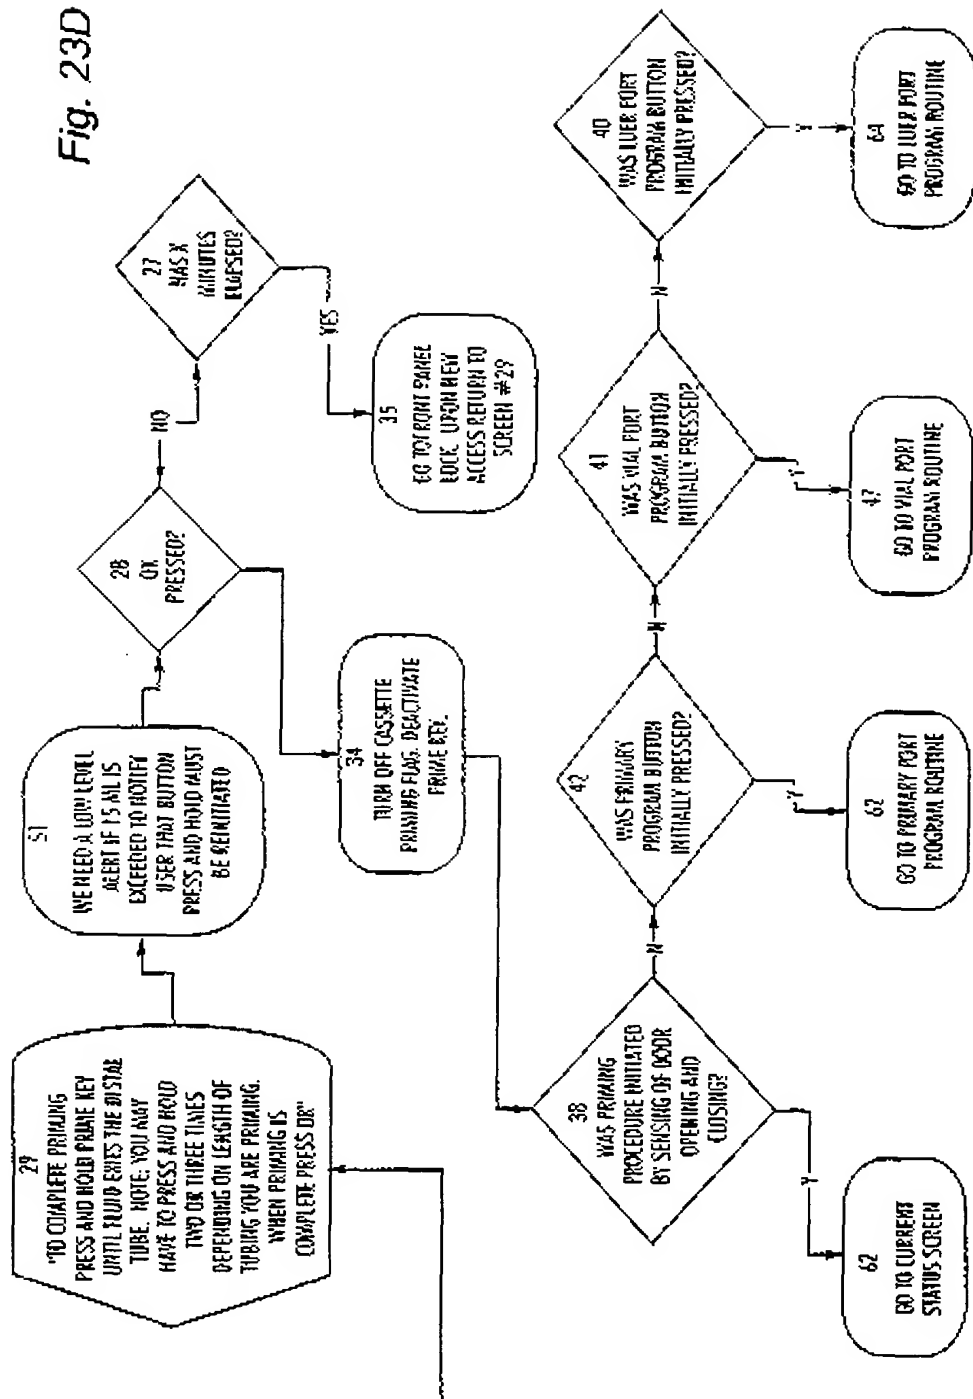 Fig. 23D
29
"TO COMPLETE PRIMING
PRESS AND HOLD PRIME KEY
UNTIL FLUID EXITS THE DISTAL
TUBE. NOTE: YOU MAY
HAVE TO PRESS AND HOLD
TWO OR THREE TIMES
DEPENDING ON LENGTH OF
TUBING YOU ARE PRIMING.
WHEN PRIMING IS
COMPLETE PRESS OK"
51
WE NEED A LOW LEVEL
ALERT IF 1.5 ML IS
EXCEEDED TO NOTIFY
USER THAT BUTTON
PRESS AND HOLD MUST
BE REINITIATED
28
OK
PRESSED?
NO
27
HAS X
MINUTES
ELAPSED?
YES
35
GO TO FRONT PANEL
LOCK. UPON NEW
ACCESS RETURN TO
SCREEN #29
34
TURN OFF CASSETTE
PRIMING FLAG. DEACTIVATE
PRIME KEY.
38
WAS PRIMING
PROCEDURE INITIATED
BY SENSING OF DOOR
OPENING AND
CLOSING?
Y
62
GO TO CURRENT
STATUS SCREEN
N
42
WAS PRIMARY
PROGRAM BUTTON
INITIALLY PRESSED?
Y
62
GO TO PRIMARY PORT
PROGRAM ROUTINE
N
41
WAS VIAL PORT
PROGRAM BUTTON
INITIALLY PRESSED?
Y
47
GO TO VIAL PORT
PROGRAM ROUTINE
N
40
WAS LUER PORT
PROGRAM BUTTON
INITIALLY PRESSED?
Y
64
GO TO LUER PORT
PROGRAM ROUTINE